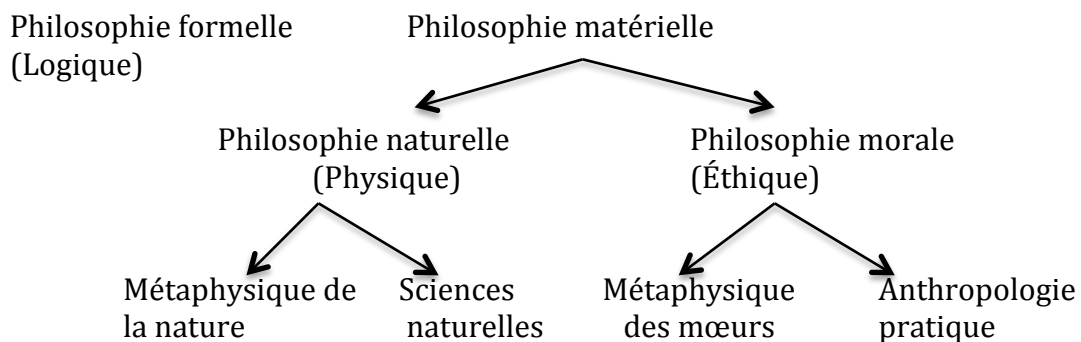 Philosophie formelle
(Logique)
Philosophie matérielle
Philosophie naturelle
(Physique)
Philosophie morale
(Éthique)
Métaphysique de
la nature
Sciences
naturelles
Métaphysique
des mœurs
Anthropologie
pratique